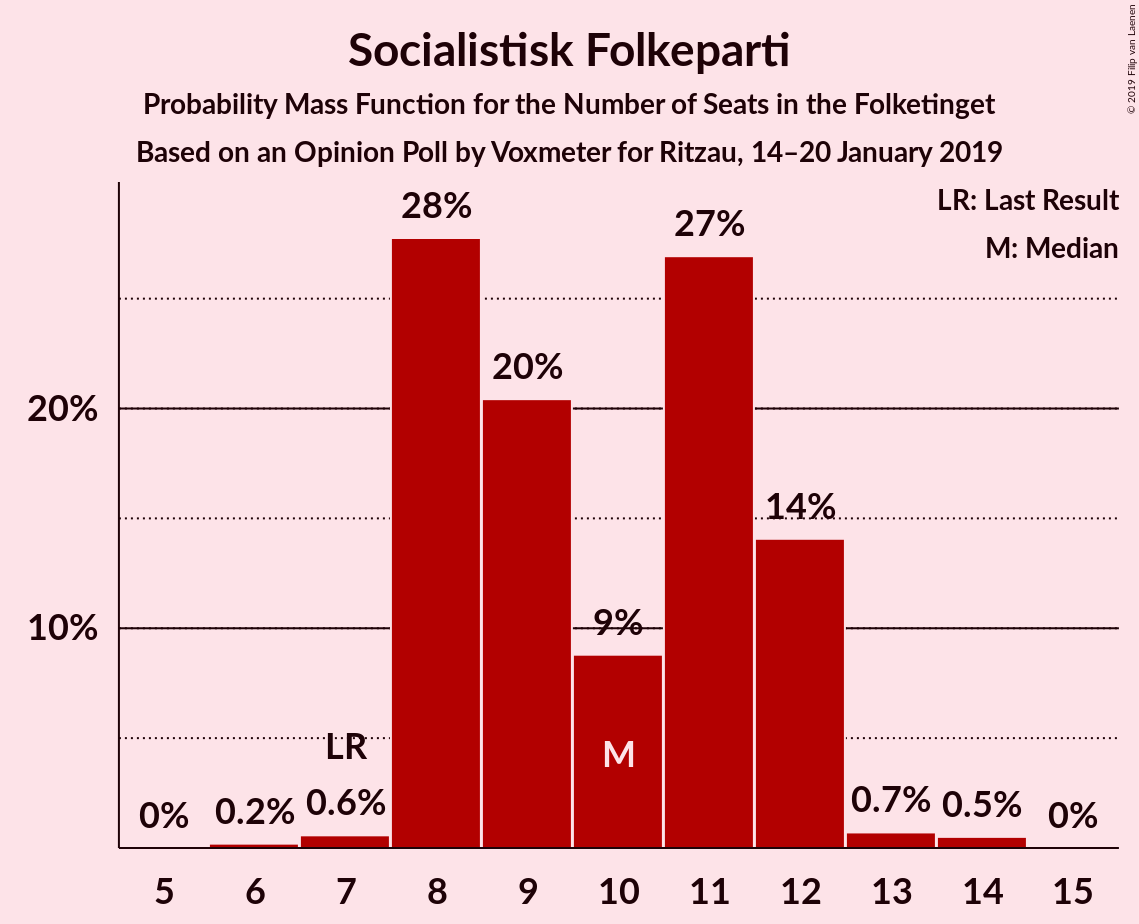 Socialistisk Folkeparti
Probability Mass Function for the Number of Seats in the Folketinget
Based on an Opinion Poll by Voxmeter for Ritzau, 14–20 January 2019
© 2019 Filip van Laenen
LR: Last Result
M: Median
28%
27%
20%
20%
14%
10%
9%
LR
M
0%
0.2%
0.6%
0.7%
0.5%
0%
5 6 7 8 9 10 11 12 13 14 15